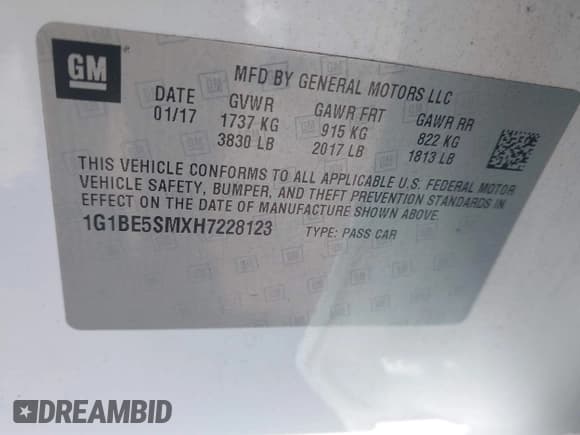 GM ®
MFD BY GENERAL MOTORS LLC
DATE GVWR GAWR FRT GAWR RR
01/17 1737 KG 915 KG 822 KG
3830 LB 2017 LB 1813 LB
THIS VEHICLE CONFORMS TO ALL APPLICABLE U.S. FEDERAL MOTOR
VEHICLE SAFETY, BUMPER, AND THEFT PREVENTION STANDARDS IN
EFFECT ON THE DATE OF MANUFACTURE SHOWN ABOVE.
1G1BE5SMXH7228123 TYPE: PASS CAR
DREAMBID